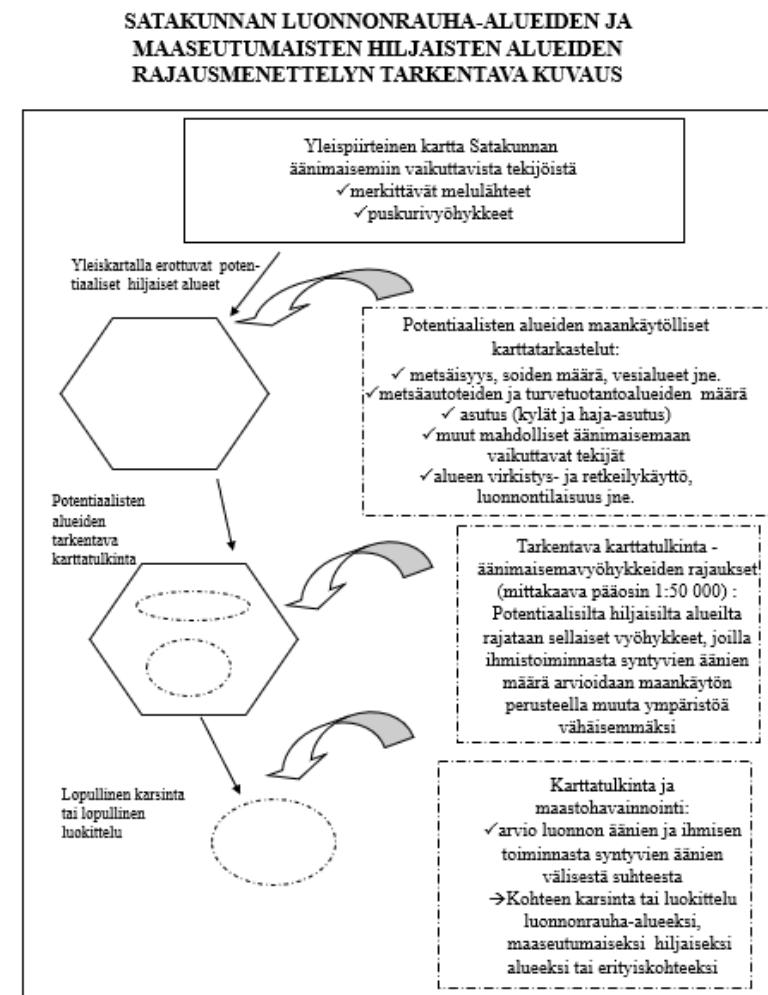 SATAKUNNAN LUONNONRAUHA-ALUEIDEN JA
MAASEUTUMAISTEN HILJAISTEN ALUEIDEN
RAJAUSMENETTELYN TARKENTAVA KUVAUS
Yleispiirteinen kartta Satakunnan
äänimaisemiin vaikuttavista tekijöistä
✓merkittävät melulähteet
✓puskurivyöhykkeet
Yleiskartalla erottuvat poten-
tiaaliset hiljaiset alueet
Potentiaalisten alueiden maankäytölliset
karttatarkastelut:
✓ metsäisyys, soiden määrä, vesialueet jne.
✓metsäautoteiden ja turvetuotantoalueiden määrä
✓ asutus (kylät ja haja-asutus)
✓muut mahdolliset äänimaisemaan
vaikuttavat tekijät
✓alueen virkistys- ja retkeilykäyttö,
luonnontilaisuus jne.
Potentiaalisten
alueiden
tarkentava
karttatulkinta
Tarkentava karttatulkinta -
äänimaisemavyöhykkeiden rajaukset
(mittakaava pääosin 1:50 000) :
Potentiaalisilta hiljaisilta alueilta
rajataan sellaiset vyöhykkeet, joilla
ihmistoiminnasta syntyvien äänien
määrä arvioidaan maankäytön
perusteella muuta ympäristöä
vähäisemmäksi
Lopullinen karsinta
tai lopullinen
luokittelu
Karttatulkinta ja
maastohavainnointi:
✓arvio luonnon äänien ja ihmisen
toiminnasta syntyvien äänien
välisestä suhteesta
→Kohteen karsinta tai luokittelu
luonnonrauha-alueeksi,
maaseutumaiseksi hiljaiseksi
alueeksi tai erityiskohteeksi